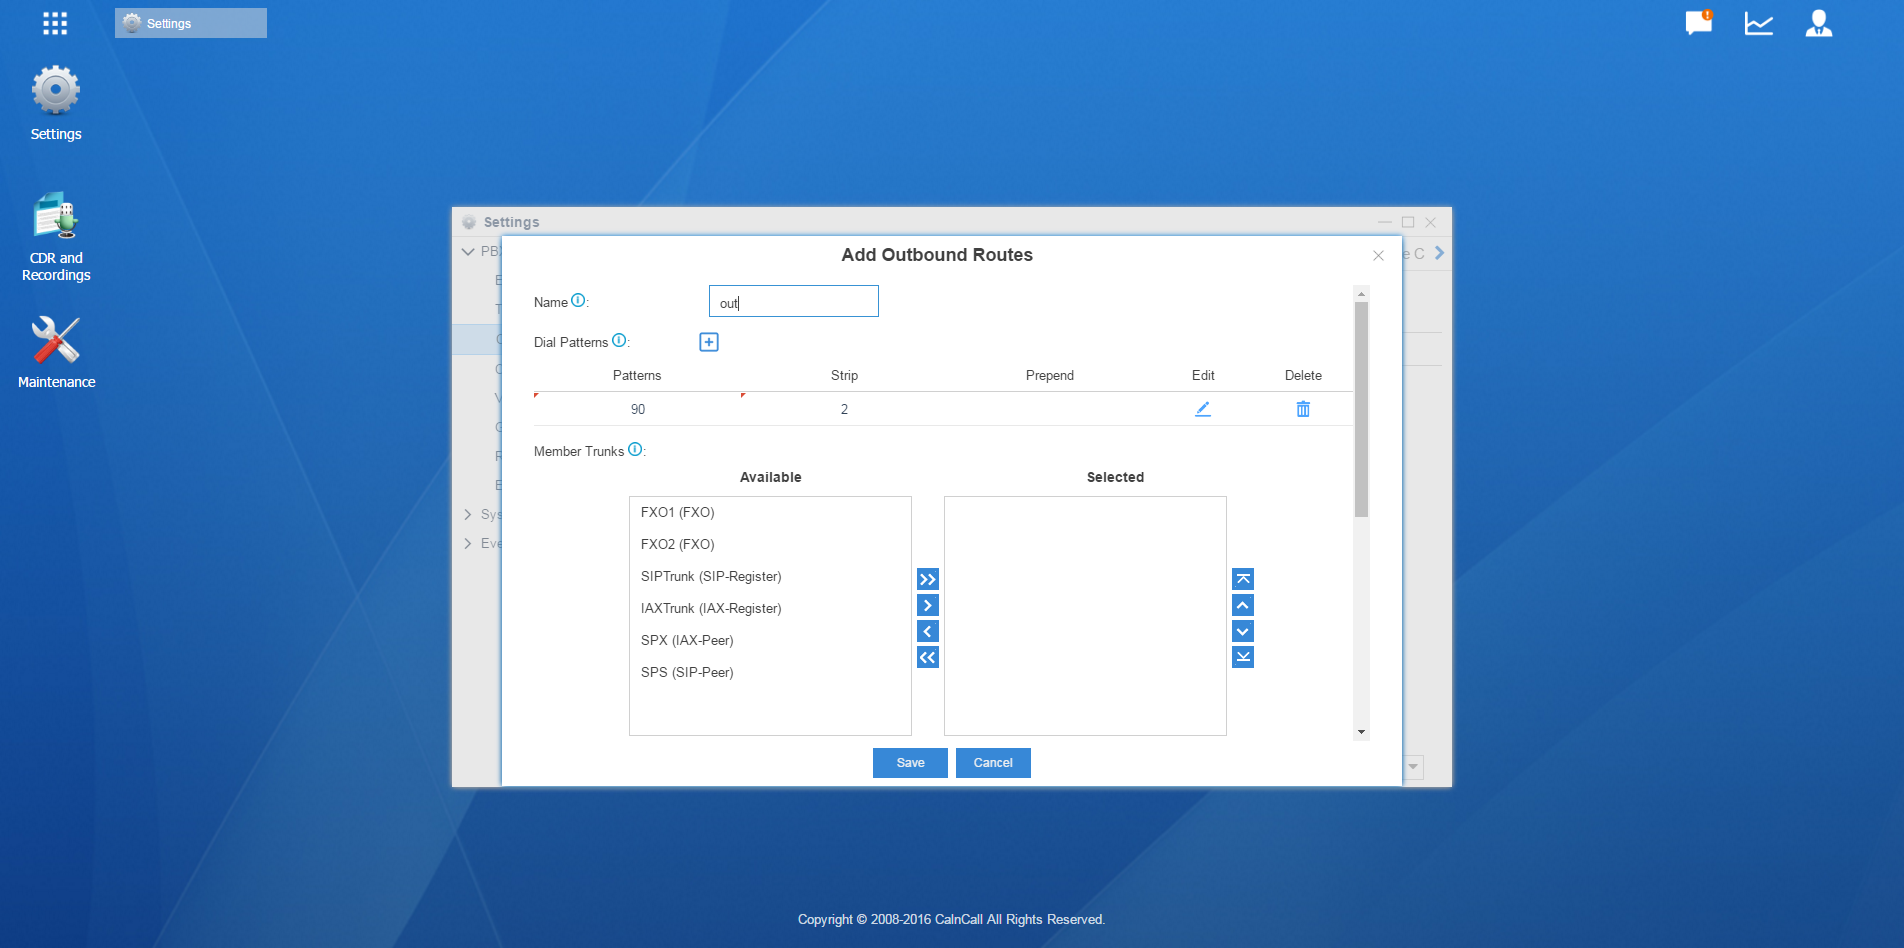 Settings
Settings
CDR and
Recordings
Maintenance
Settings
PB
Sys
Eve
e C
Add Outbound Routes
Name :
out
Dial Patterns :
Patterns Strip Prepend Edit Delete
90 2
Member Trunks :
Available Selected
FXO1 (FXO)
FXO2 (FXO)
SIPTrunk (SIP-Register)
IAXTrunk (IAX-Register)
SPX (IAX-Peer)
SPS (SIP-Peer)
Save Cancel
Copyright © 2008-2016 CalnCall All Rights Reserved.